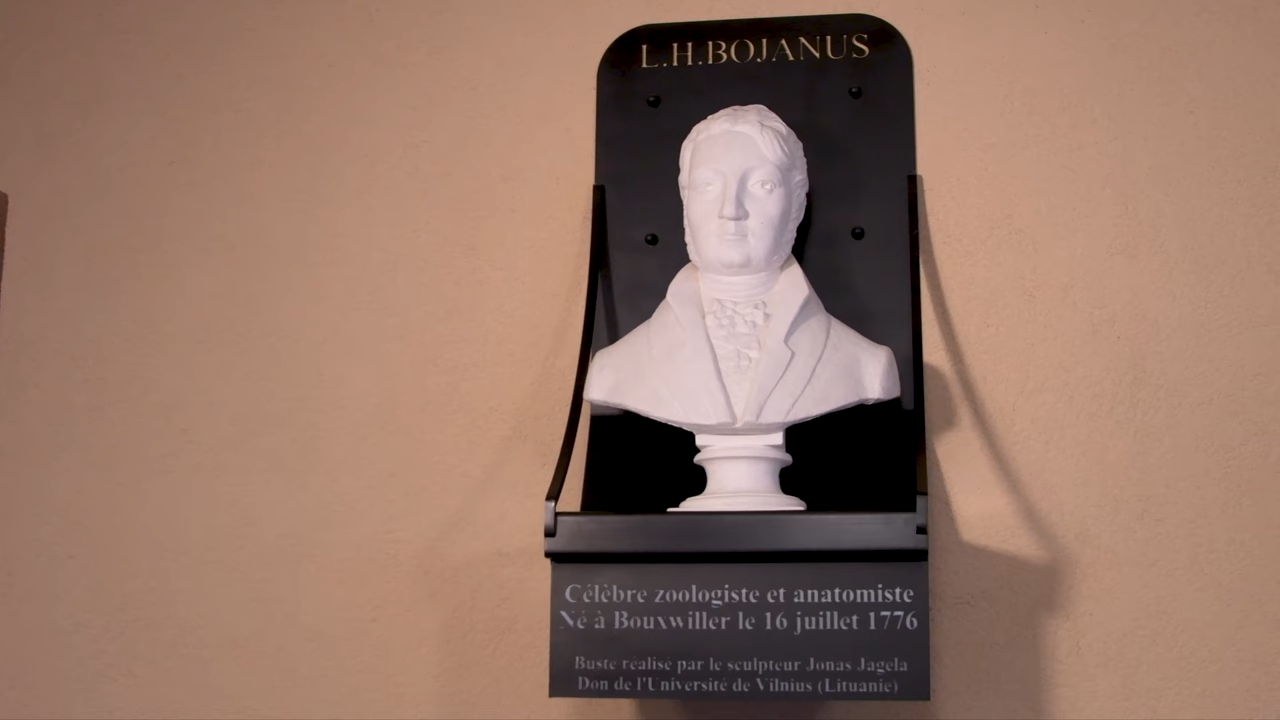 L.H.BOJANUS
Célèbre zoologiste et anatomiste
Né à Bouxwiller le 16 juillet 1776
Buste réalisé par le sculpteur Jonas Jagela
Don de l'Université de Vilnius (Lituanie)